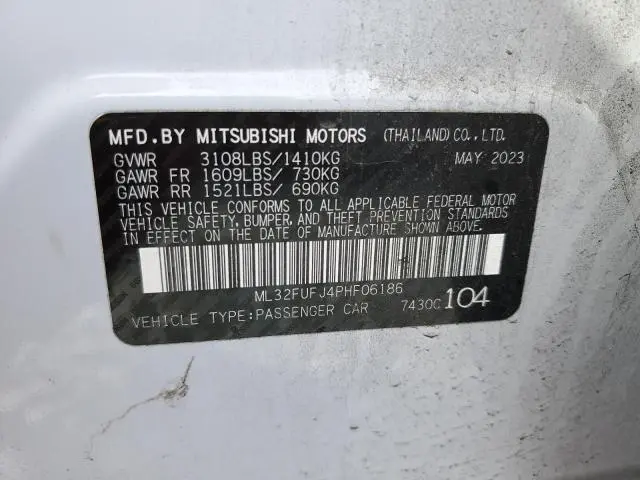 MFD.BY MITSUBISHI MOTORS (THAILAND) CO.,LTD.
GVWR 3108LBS/1410KG MAY 2023
GAWR FR 1609LBS/ 730KG
GAWR RR 1521LBS/ 690KG
THIS VEHICLE CONFORMS TO ALL APPLICABLE FEDERAL MOTOR
VEHICLE SAFETY, BUMPER, AND THEFT PREVENTION STANDARDS
IN EFFECT ON THE DATE OF MANUFACTURE SHOWN ABOVE.
ML32FUFJ4PHF06186
VEHICLE TYPE:PASSENGER CAR 7430C 104